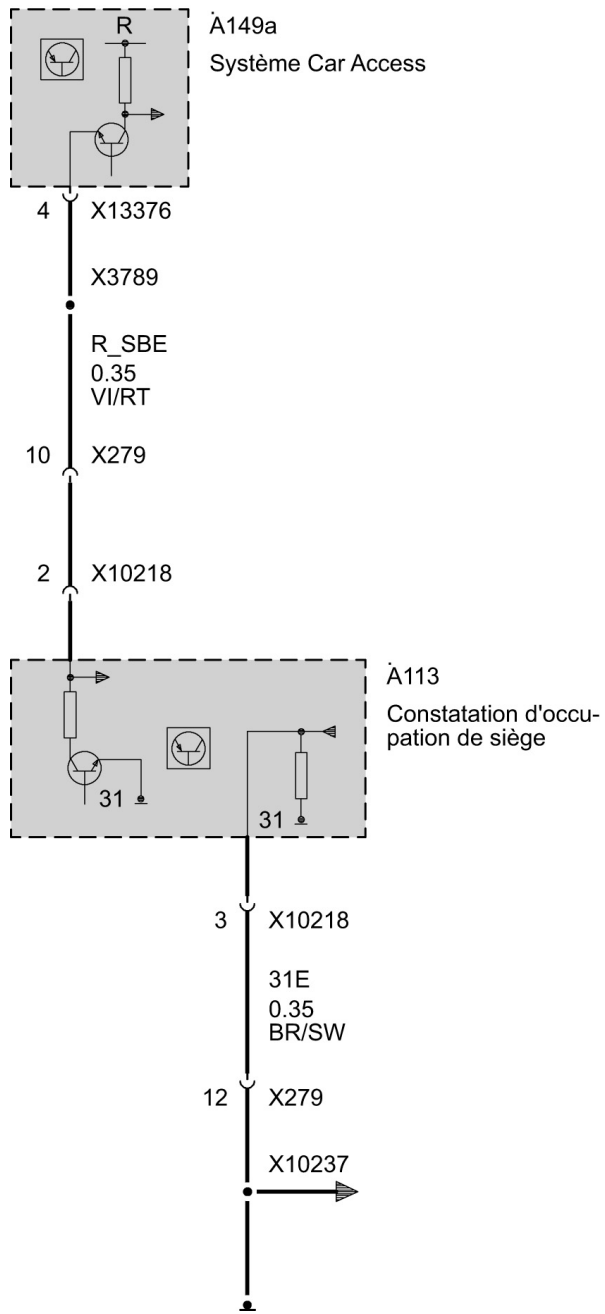 R
A149a
Système Car Access
4 X13376
X3789
R_SBE
0.35
VI/RT
10 X279
2 X10218
A113
Constatation d'occu-
pation de siège
31
31
3 X10218
31E
0.35
BR/SW
12 X279
X10237